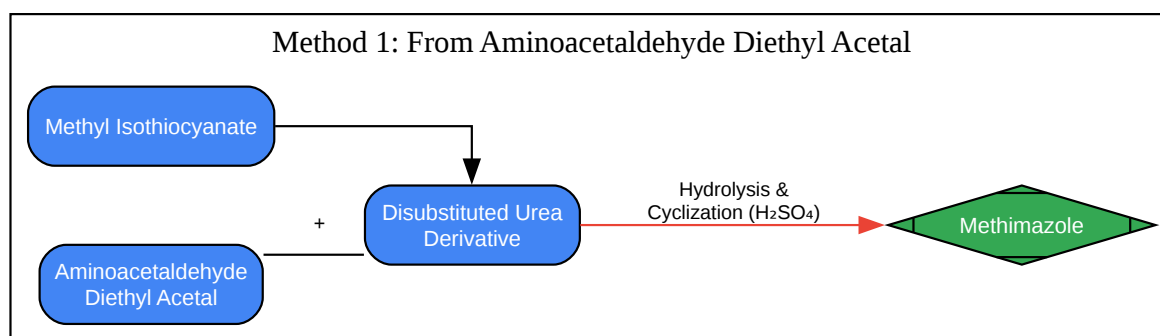 Method 1: From Aminoacetaldehyde Diethyl Acetal
Methyl Isothiocyanate
+
Aminoacetaldehyde
Diethyl Acetal
Disubstituted Urea
Derivative
Hydrolysis &
Cyclization (H₂SO₄)
Methimazole